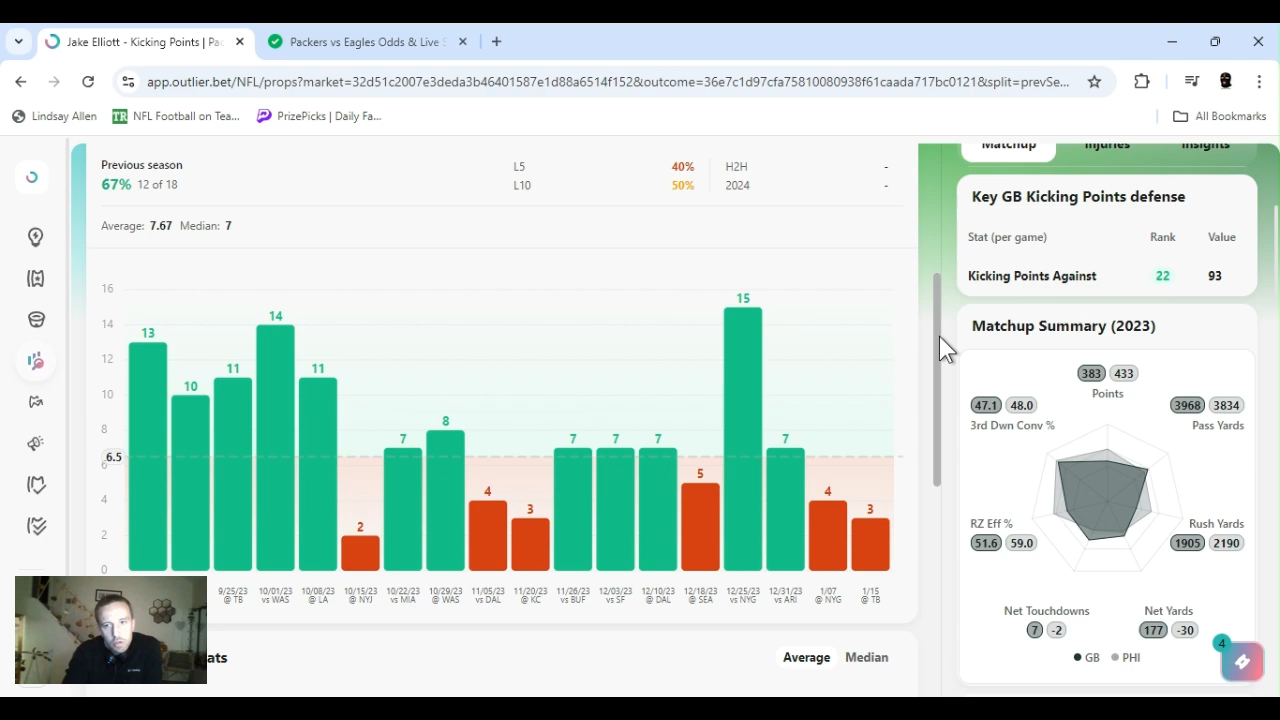 Jake Elliott - Kicking Points | Pac
Packers vs Eagles Odds & Live S
app.outlier.bet/NFL/props?market=32d51c2007e3deda3b46401587e1d88a6514f152&outcome=36e7c1d97cfa75810080938f61caada717bc0121&split=prevSe...
Lindsay Allen
NFL Football on Tea...
PrizePicks | Daily Fa...
All Bookmarks
Previous season
67% 12 of 18
L5 40%
L10 50%
H2H -
2024 -
Average: 7.67 Median: 7
16
14
12
10
8
6.5
6
4
2
0
13
10
11
14
11
2
7
8
4
3
7
7
7
5
15
7
4
3
9/25/23
@ TB
10/01/23
vs WAS
10/08/23
@ LA
10/15/23
@ NYJ
10/22/23
vs MIA
10/29/23
@ WAS
11/05/23
vs DAL
11/20/23
@ KC
11/26/23
vs BUF
12/03/23
vs SF
12/10/23
@ DAL
12/18/23
@ SEA
12/25/23
vs NYG
12/31/23
vs ARI
1/07
@ NYG
1/15
@ TB
Average
Median
Matchup
Injuries
Insights
Key GB Kicking Points defense
Stat (per game) Rank Value
Kicking Points Against 22 93
Matchup Summary (2023)
383 433
Points
47.1 48.0
3rd Dwn Conv %
3968 3834
Pass Yards
RZ Eff %
51.6 59.0
Rush Yards
1905 2190
Net Touchdowns
7 -2
Net Yards
177 -30
GB PHI
4